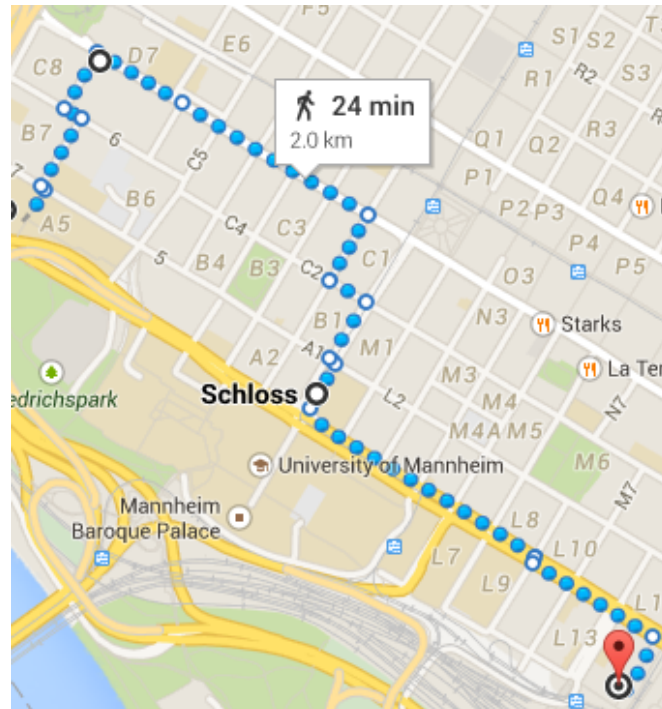 F5
D7
E6
C8
S1
S2
T
R1
R2
S3
24 min
2.0 km
B7
6
C5
Q1
Q2
R3
R
P1
7
B6
P2
P3
Q4
A5
C4
C3
P4
5
B4
B3
C2
C1
O3
P5
B1
N3
Starks
A2
A1
M1
La Ter
M3
edrichspark
Schloss
L2
M4
N7
M4A
M5
University of Mannheim
M6
M7
Mannheim
Baroque Palace
L8
L7
L10
L9
L1
L13